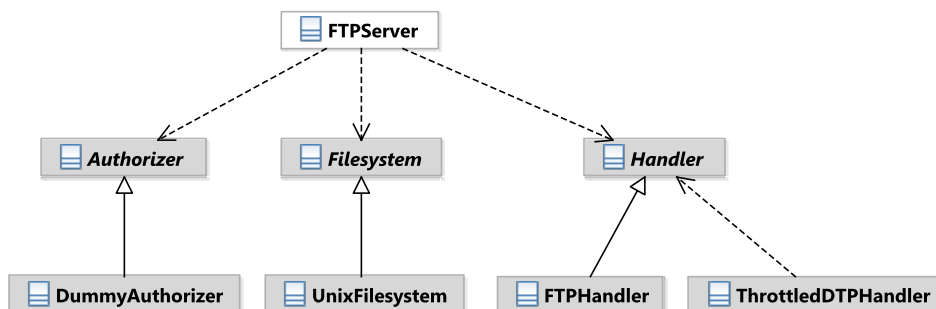 FTPServer
Authorizer
Filesystem
Handler
DummyAuthorizer
UnixFilesystem
FTPHandler
ThrottledDTPHandler